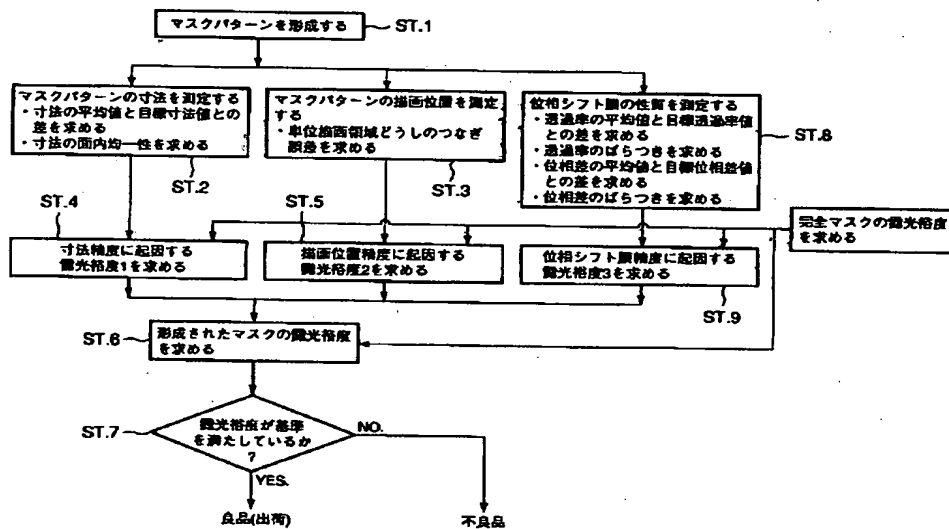 マスクパターンを形成する
ST.1
マスクパターンの寸法を測定する
・寸法の平均値と目標寸法値との
差を求める
・寸法の面内均一性を求める
ST.2
マスクパターンの描画位置を測定
する
・単位描画領域どうしのつなぎ
誤差を求める
ST.3
位相シフト膜の性質を測定する
・透過率の平均値と目標透過率値
との差を求める
・透過率のばらつきを求める
・位相差の平均値と目標位相差値
との差を求める
・位相差のばらつきを求める
ST.8
完全マスクの露光裕度
を求める
ST.4
寸法精度に起因する
露光裕度1を求める
ST.5
描画位置精度に起因する
露光裕度2を求める
位相シフト膜精度に起因する
露光裕度3を求める
ST.9
ST.6
形成されたマスクの露光裕度
を求める
ST.7
露光裕度が基準
を満たしているか
?
NO.
YES.
良品(出荷)
不良品